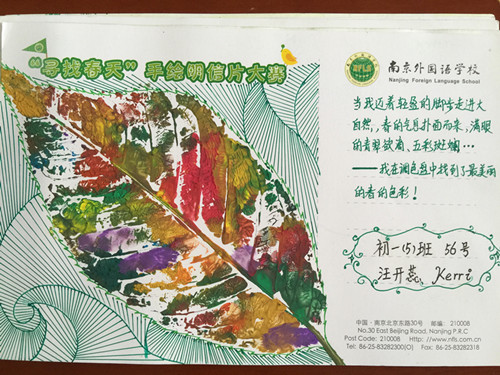 “寻找春天”手绘明信片大赛
南京外国语学校
Nanjing Foreign Language School
当我迈着轻盈的脚步走进大
自然，春的气息扑面而来，满眼
的青翠欲滴、五彩斑斓…
——我在调色盘中找到了最美丽
的春的色彩！
初一(5)班 56号
汪开蕊 Kerri
中国·南京北京东路30号 邮编：210008
No.30 East Beijing Road, Nanjing P.R.C
Post Code: 210008 Http: //www.nfls.com.cn
Tel: 86-25-83282300(O) Fax: 86-25-83282318